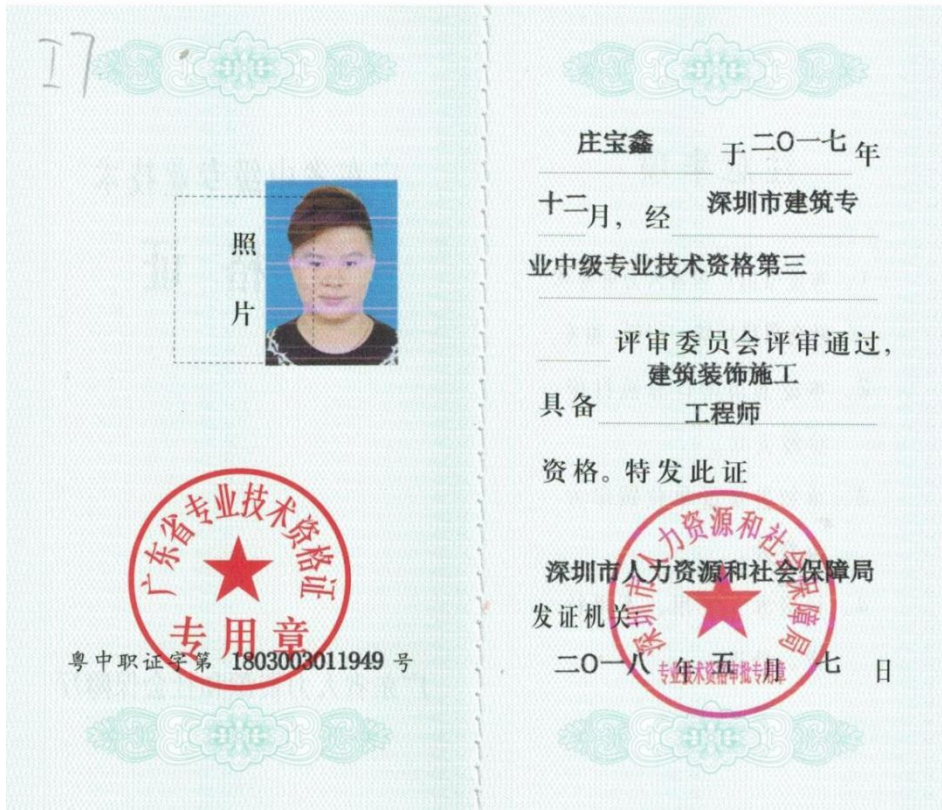 I7
照
片
广东省专业技术资格证
专用章
粤中职证字第 1803003011949 号
庄宝鑫 于二〇一七年
十二月，经 深圳市建筑专
业中级专业技术资格第三
评审委员会评审通过，
建筑装饰施工
具备 工程师
资格。特发此证
深圳市人力资源和社会保障局
深圳市人力资源和社会保障局
发证机关：
二〇一八 年 五 月 七 日
专业技术资格审批专用章